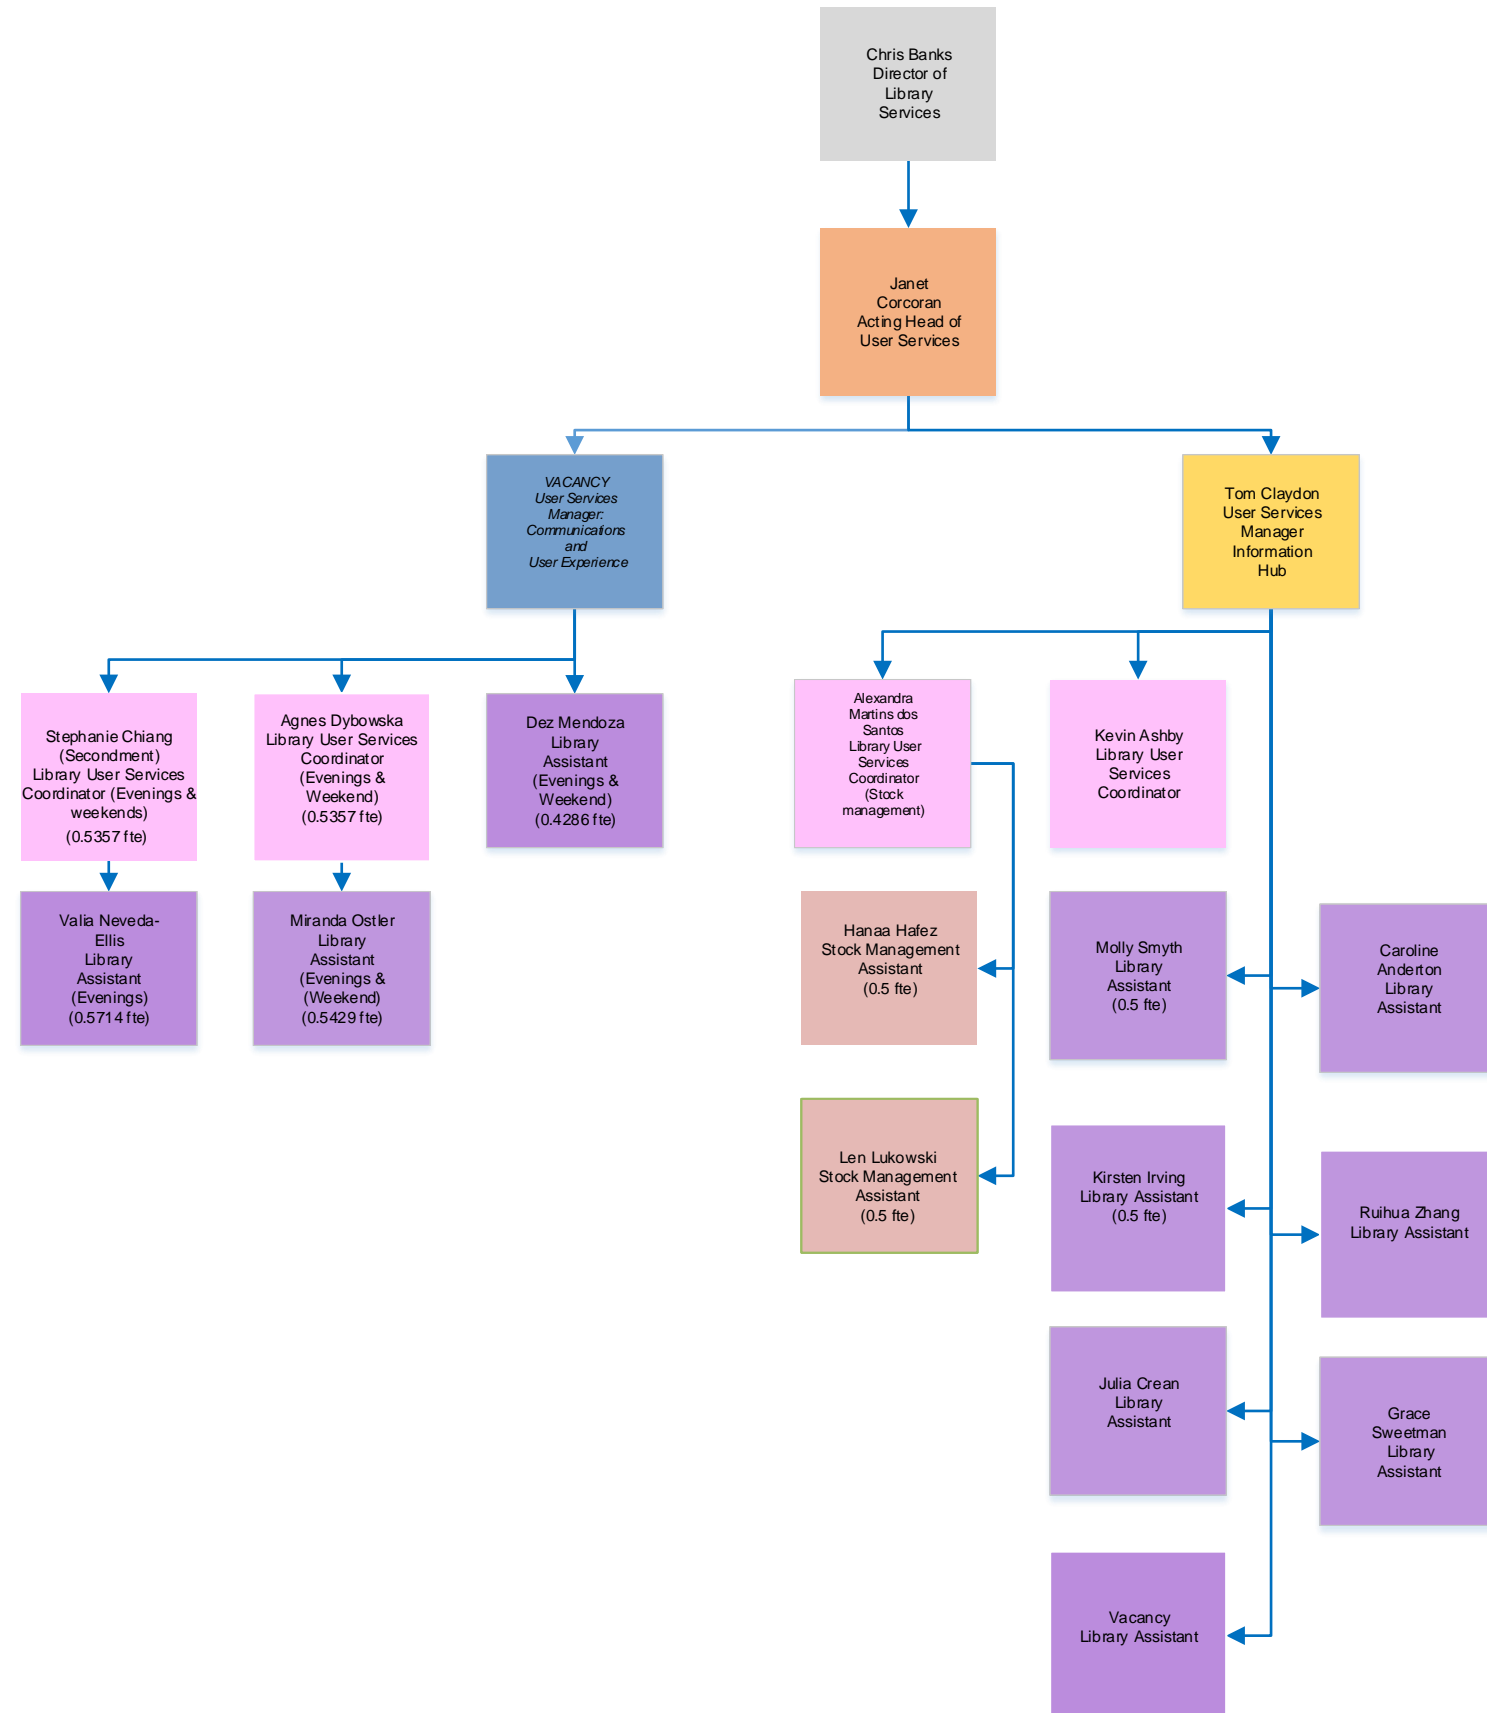 Chris Banks
Director of
Library
Services
Janet
Corcoran
Acting Head of
User Services
VACANCY
User Services
Manager:
Communications
and
User Experience
Tom Claydon
User Services
Manager
Information
Hub
Stephanie Chiang
(Secondment)
Library User Services
Coordinator (Evenings &
weekends)
(0.5357 fte)
Agnes Dybowska
Library User Services
Coordinator
(Evenings &
Weekend)
(0.5357 fte)
Dez Mendoza
Library
Assistant
(Evenings &
Weekend)
(0.4286 fte)
Alexandra
Martins dos
Santos
Library User
Services
Coordinator
(Stock
management)
Kevin Ashby
Library User
Services
Coordinator
Valia Neveda-
Ellis
Library
Assistant
(Evenings)
(0.5714 fte)
Miranda Ostler
Library
Assistant
(Evenings &
(Weekend)
(0.5429 fte)
Hanaa Hafez
Stock Management
Assistant
(0.5 fte)
Molly Smyth
Library
Assistant
(0.5 fte)
Caroline
Anderton
Library
Assistant
Len Lukowski
Stock Management
Assistant
(0.5 fte)
Kirsten Irving
Library Assistant
(0.5 fte)
Ruihua Zhang
Library Assistant
Julia Crean
Library
Assistant
Grace
Sweetman
Library
Assistant
Vacancy
Library Assistant